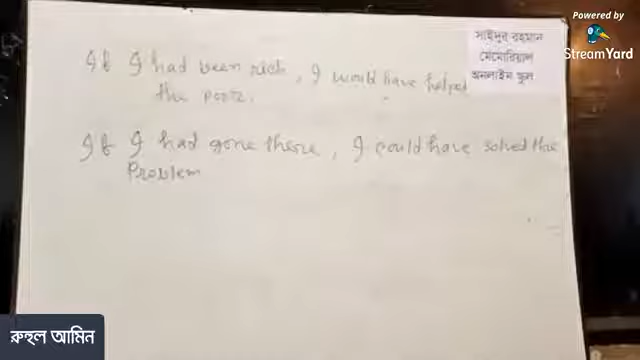 Powered by
StreamYard
সাইদুর রহমান
মেমোরিয়াল
অনলাইন স্কুল
If I had been rich, I would have helped
the poor.
If I had gone there, I could have solved the
Problem
রুহুল আমিন